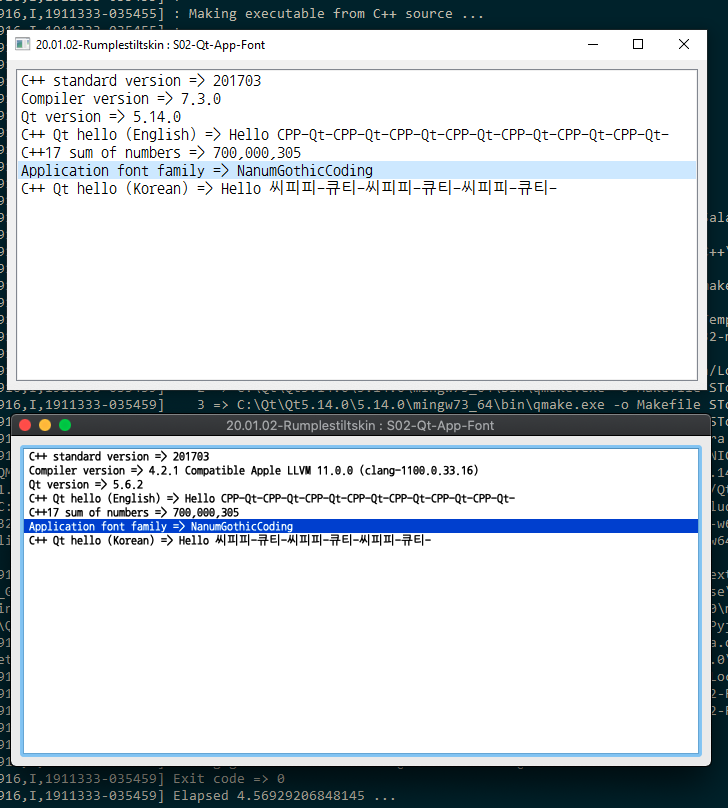 916,I,1911333-035455] : Making executable from C++ source ...
20.01.02-Rumplestiltskin : S02-Qt-App-Font
C++ standard version => 201703
Compiler version => 7.3.0
Qt version => 5.14.0
C++ Qt hello (English) => Hello CPP-Qt-CPP-Qt-CPP-Qt-CPP-Qt-CPP-Qt-CPP-Qt-CPP-Qt-
C++17 sum of numbers => 700,000,305
Application font family => NanumGothicCoding
C++ Qt hello (Korean) => Hello 씨피피-큐티-씨피피-큐티-씨피피-큐티-
916,I,1911333-035459] 3 => C:\Qt\Qt5.14.0\5.14.0\mingw73_64\bin\qmake.exe -o Makefile STo
20.01.02-Rumplestiltskin : S02-Qt-App-Font
C++ standard version => 201703
Compiler version => 4.2.1 Compatible Apple LLVM 11.0.0 (clang-1100.0.33.16)
Qt version => 5.6.2
C++ Qt hello (English) => Hello CPP-Qt-CPP-Qt-CPP-Qt-CPP-Qt-CPP-Qt-CPP-Qt-CPP-Qt-
C++17 sum of numbers => 700,000,305
Application font family => NanumGothicCoding
C++ Qt hello (Korean) => Hello 씨피피-큐티-씨피피-큐티-씨피피-큐티-
916,I,1911333-035459] Exit code => 0
916,I,1911333-035459] Elapsed 4.56929206848145 ...